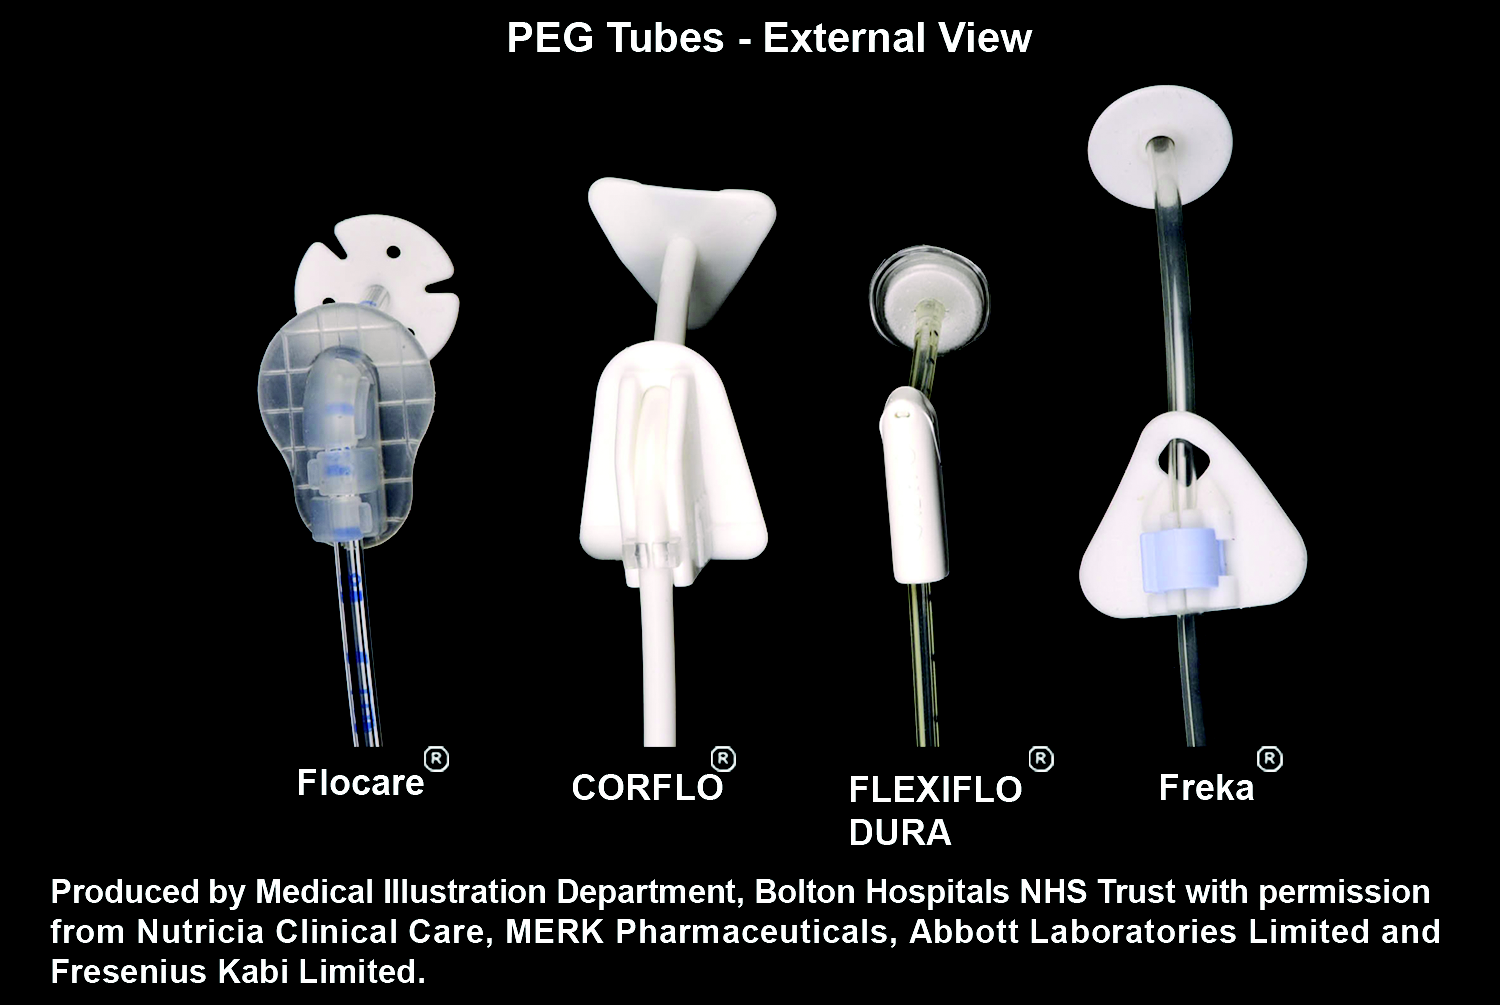 PEG Tubes - External View
Flocare®
CORFLO®
FLEXIFLO®
DURA
Freka®
Produced by Medical Illustration Department, Bolton Hospitals NHS Trust with permission
from Nutricia Clinical Care, MERK Pharmaceuticals, Abbott Laboratories Limited and
Fresenius Kabi Limited.